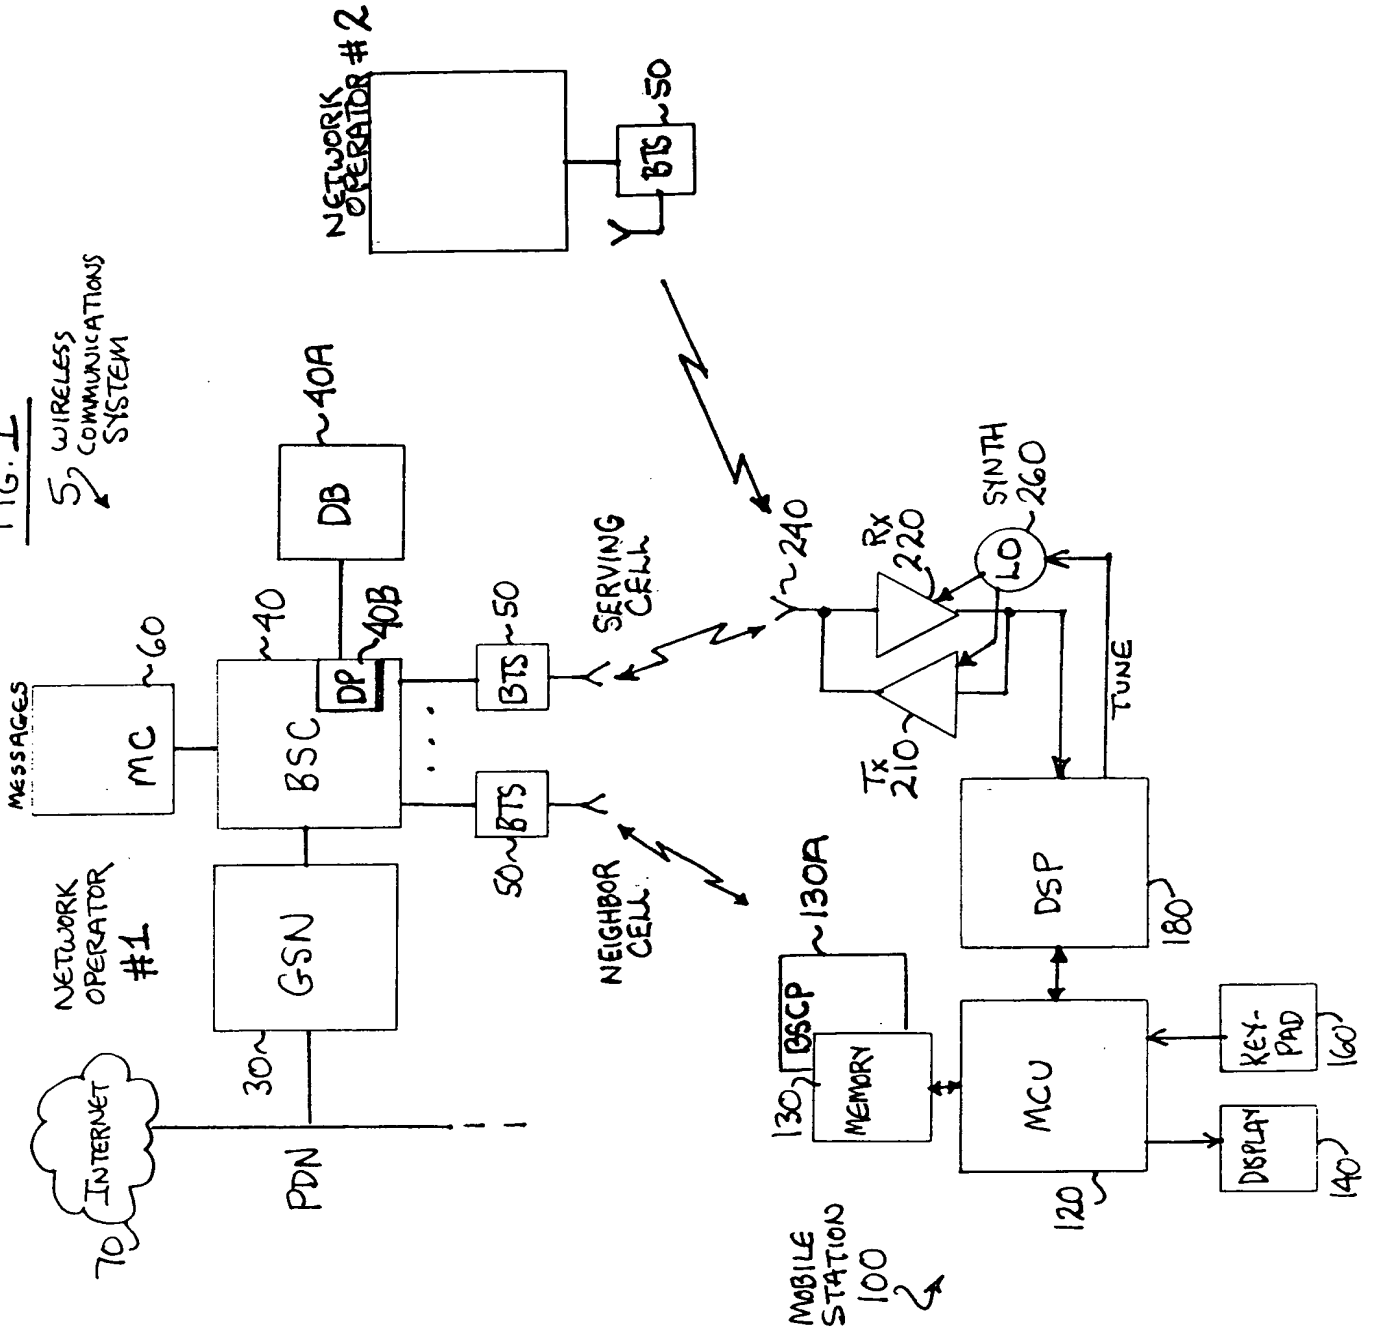 FIG. 1
5
WIRELESS
COMMUNICATIONS
SYSTEM
NETWORK
OPERATOR
#1
MESSAGES
MC
60
INTERNET
70
PDN
GSN
30
BSC
40
DP
40B
DB
40A
NETWORK
OPERATOR #2
BTS
50
BTS
50
BTS
50
NEIGHBOR
CELL
SERVING
CELL
MOBILE
STATION
100
130
MEMORY
BSCP
130A
240
Tx
210
Rx
220
SYNTH
260
LO
TUNE
MCU
120
DSP
180
DISPLAY
140
KEY-
PAD
160